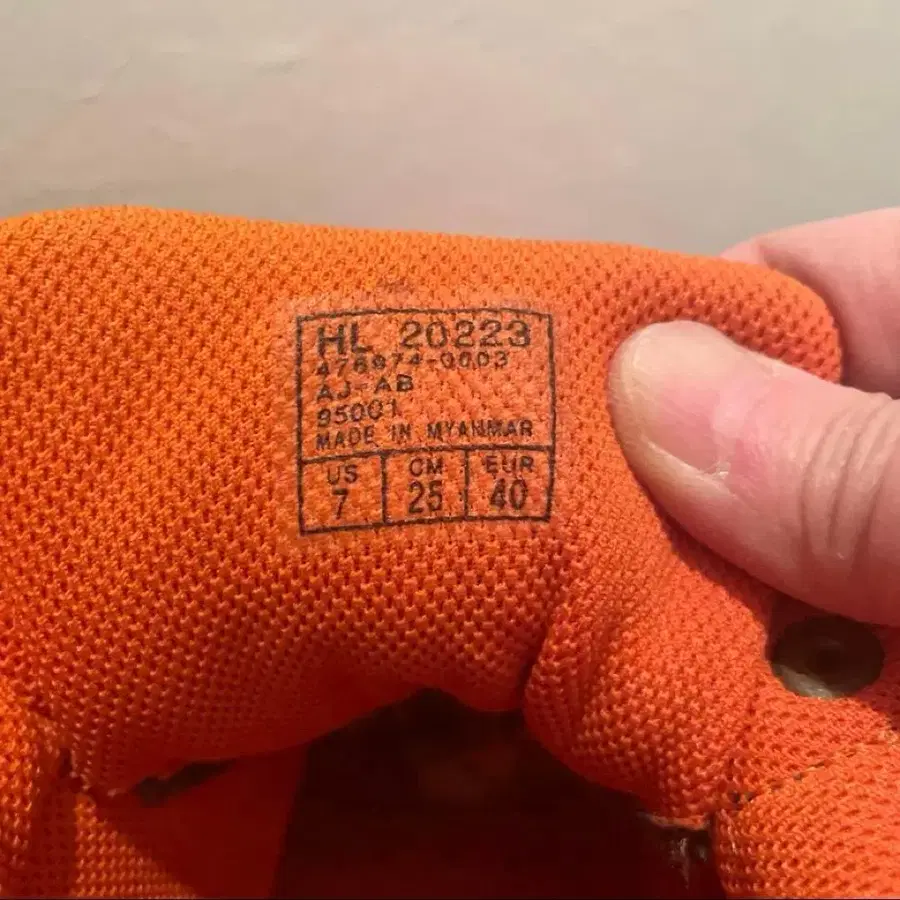 HL 20223
476974-0003
AJ-AB
95001
MADE IN MYANMAR
US CM EUR
7 25 40